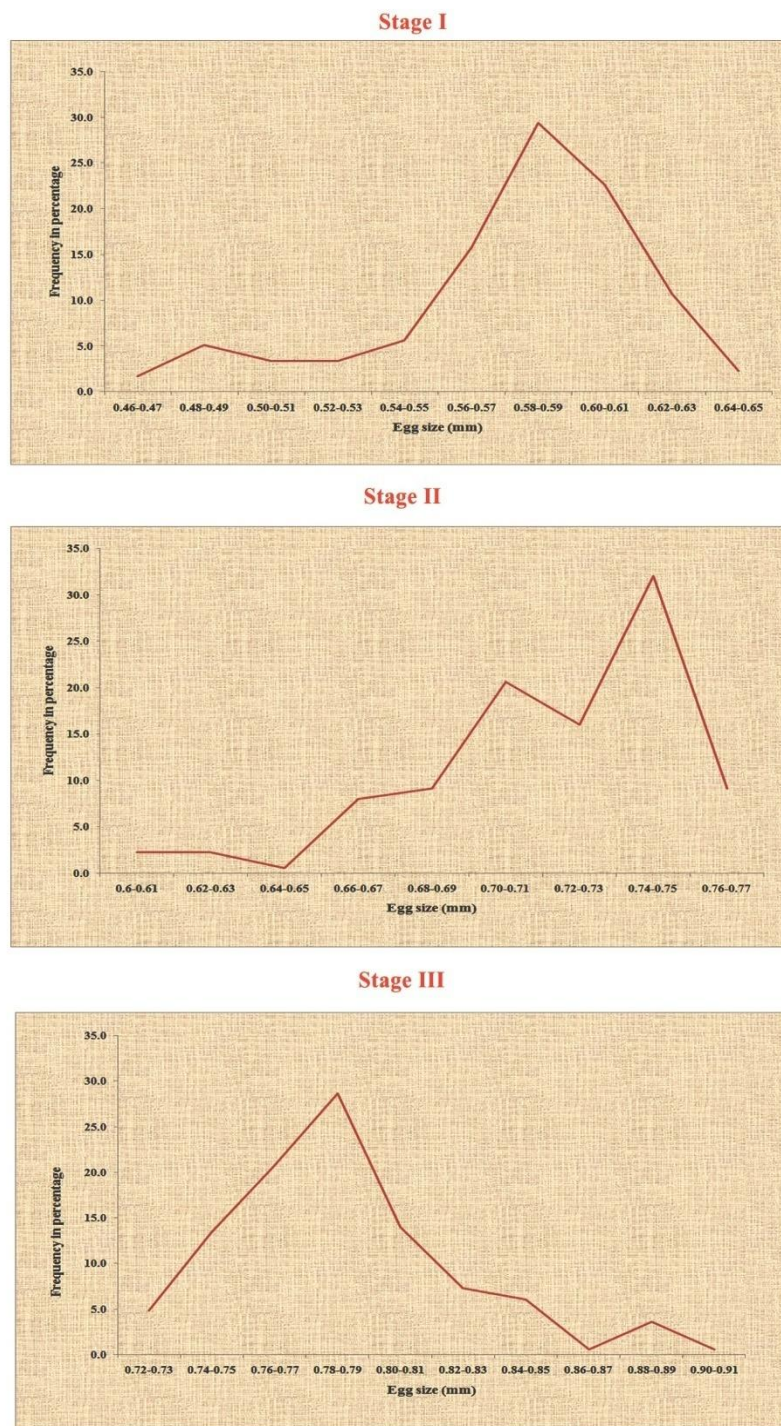 Stage I
35.0
30.0
25.0
20.0
15.0
10.0
5.0
0.0
Frequency in percentage
0.46-0.47 0.48-0.49 0.50-0.51 0.52-0.53 0.54-0.55 0.56-0.57 0.58-0.59 0.60-0.61 0.62-0.63 0.64-0.65
Egg size (mm)
Stage II
35.0
30.0
25.0
20.0
15.0
10.0
5.0
0.0
Frequency in percentage
0.6-0.61 0.62-0.63 0.64-0.65 0.66-0.67 0.68-0.69 0.70-0.71 0.72-0.73 0.74-0.75 0.76-0.77
Egg size (mm)
Stage III
35.0
30.0
25.0
20.0
15.0
10.0
5.0
0.0
Frequency in percentage
0.72-0.73 0.74-0.75 0.76-0.77 0.78-0.79 0.80-0.81 0.82-0.83 0.84-0.85 0.86-0.87 0.88-0.89 0.90-0.91
Egg size (mm)